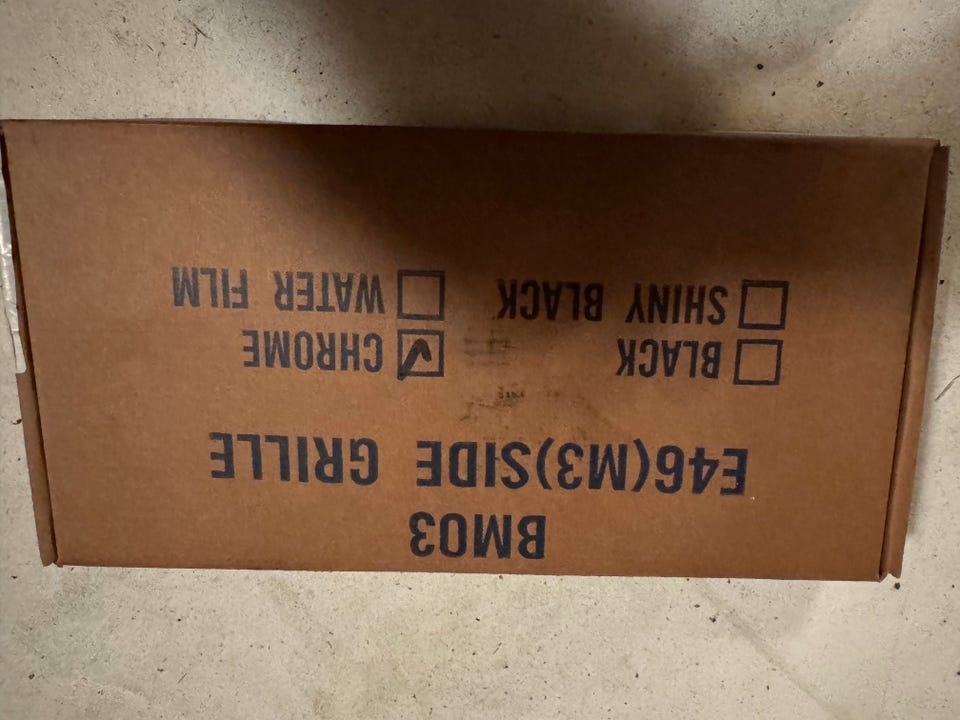 BM03
E46(M3)SIDE GRILLE
BLACK CHROME
SHINY BLACK WATER FILM